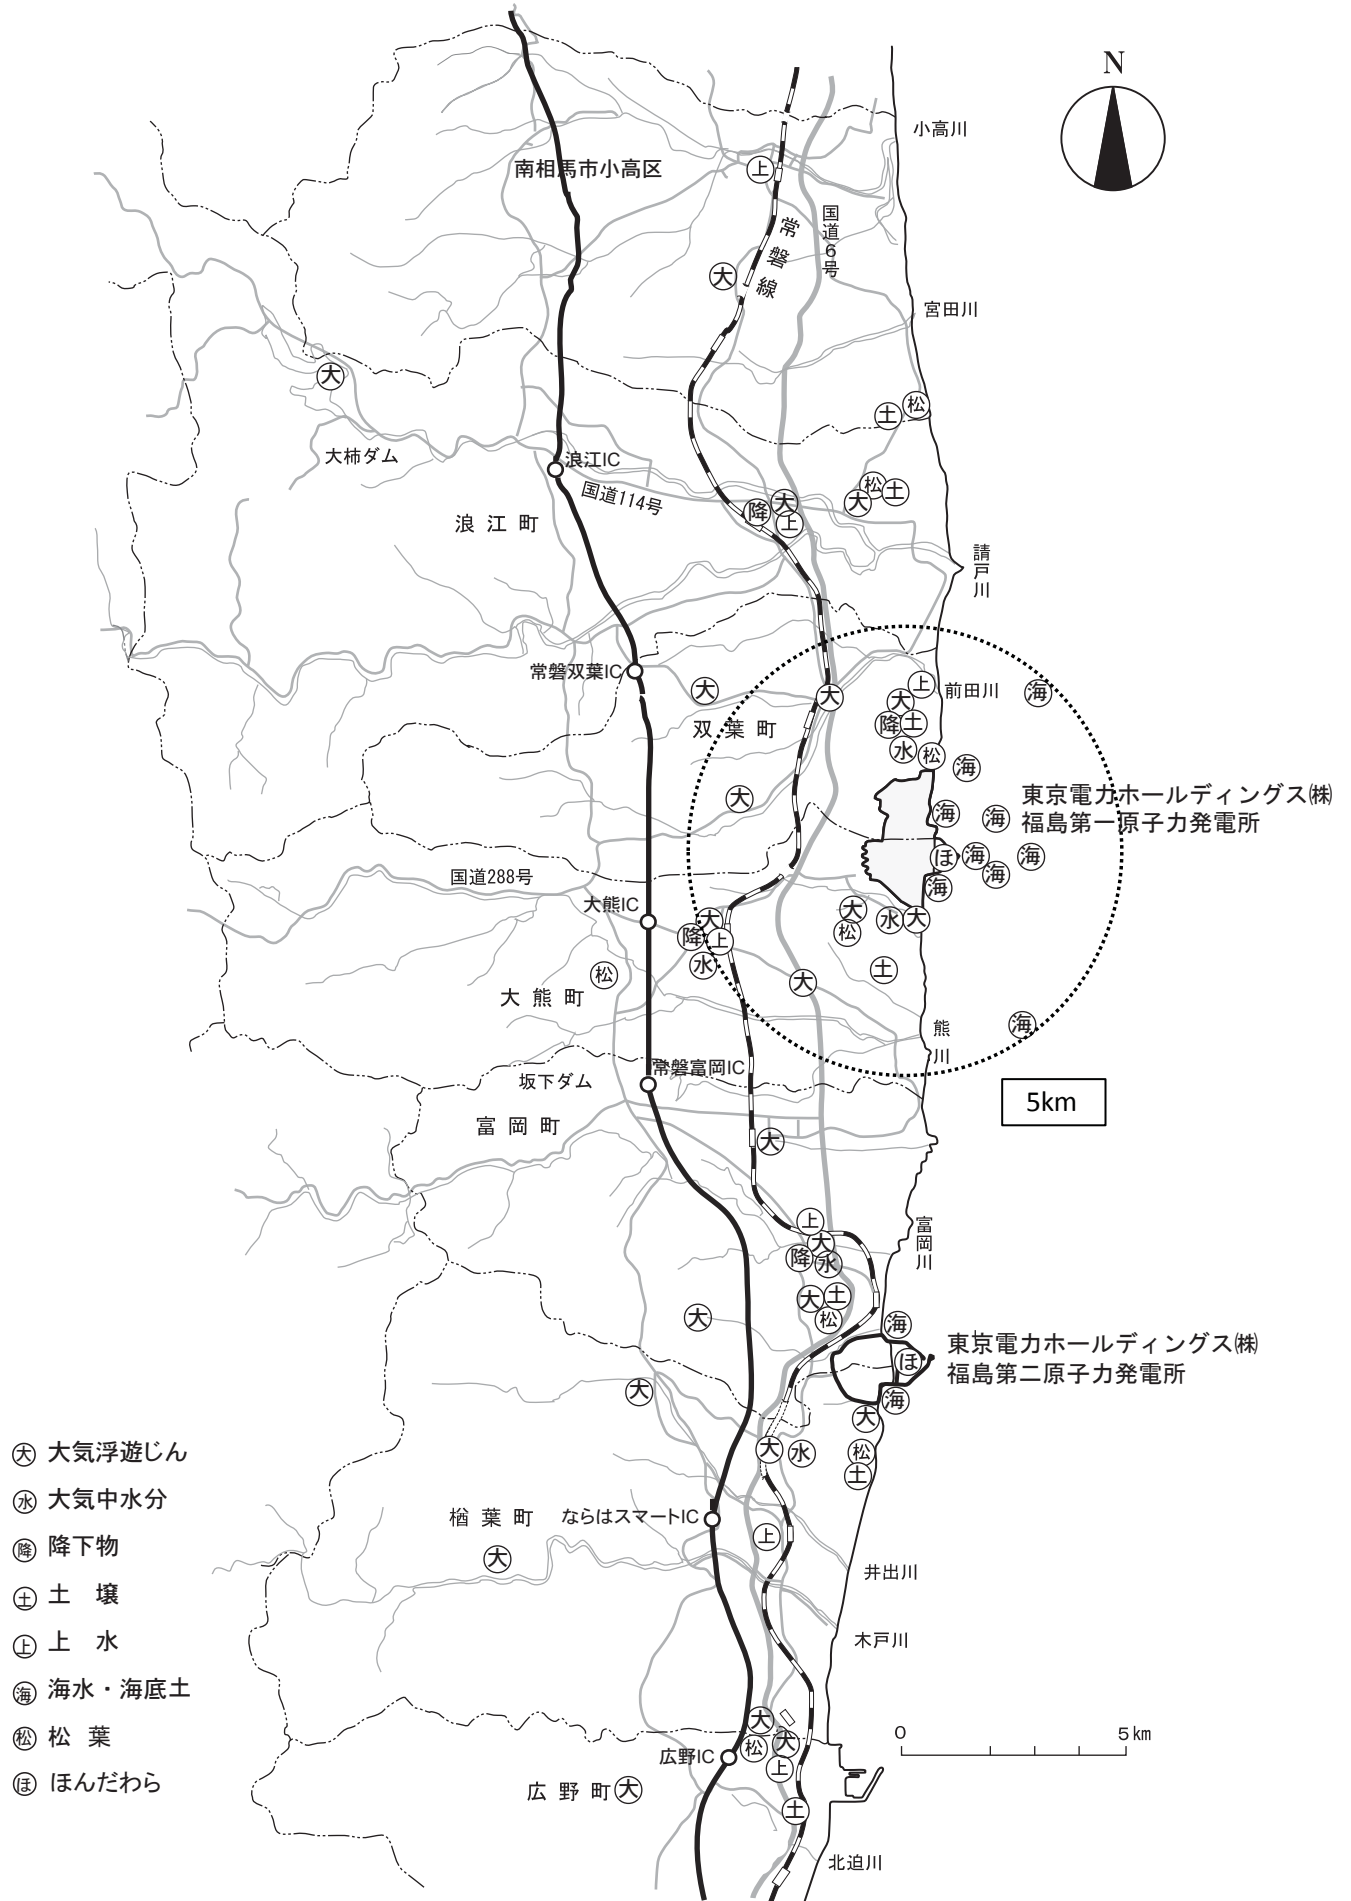 N
小高川
南相馬市小高区
上
国道6号
常磐線
大
宮田川
大
松
土
大柿ダム
浪江IC
国道114号
松
土
大
大
降
上
浪江町
請戸川
常磐双葉IC
大
大
上
前田川
海
大
降
土
双葉町
水
松
海
大
東京電力ホールディングス㈱
福島第一原子力発電所
海
海
ほ
海
海
海
海
国道288号
大熊IC
大
降
上
水
大
松
水
大
松
大熊町
大
土
海
熊川
常磐富岡IC
坂下ダム
5km
富岡町
大
上
大
降
水
富岡川
大
土
松
大
海
東京電力ホールディングス㈱
福島第二原子力発電所
ほ
海
大
大
大
水
松
土
大 大気浮遊じん
水 大気中水分
降 降下物
土 土 壌
上 上 水
海 海水・海底土
松 松 葉
ほ ほんだわら
楢葉町
ならはスマートIC
上
大
井出川
木戸川
大
0 5km
広野IC
松
大
上
広野町
大
土
北迫川